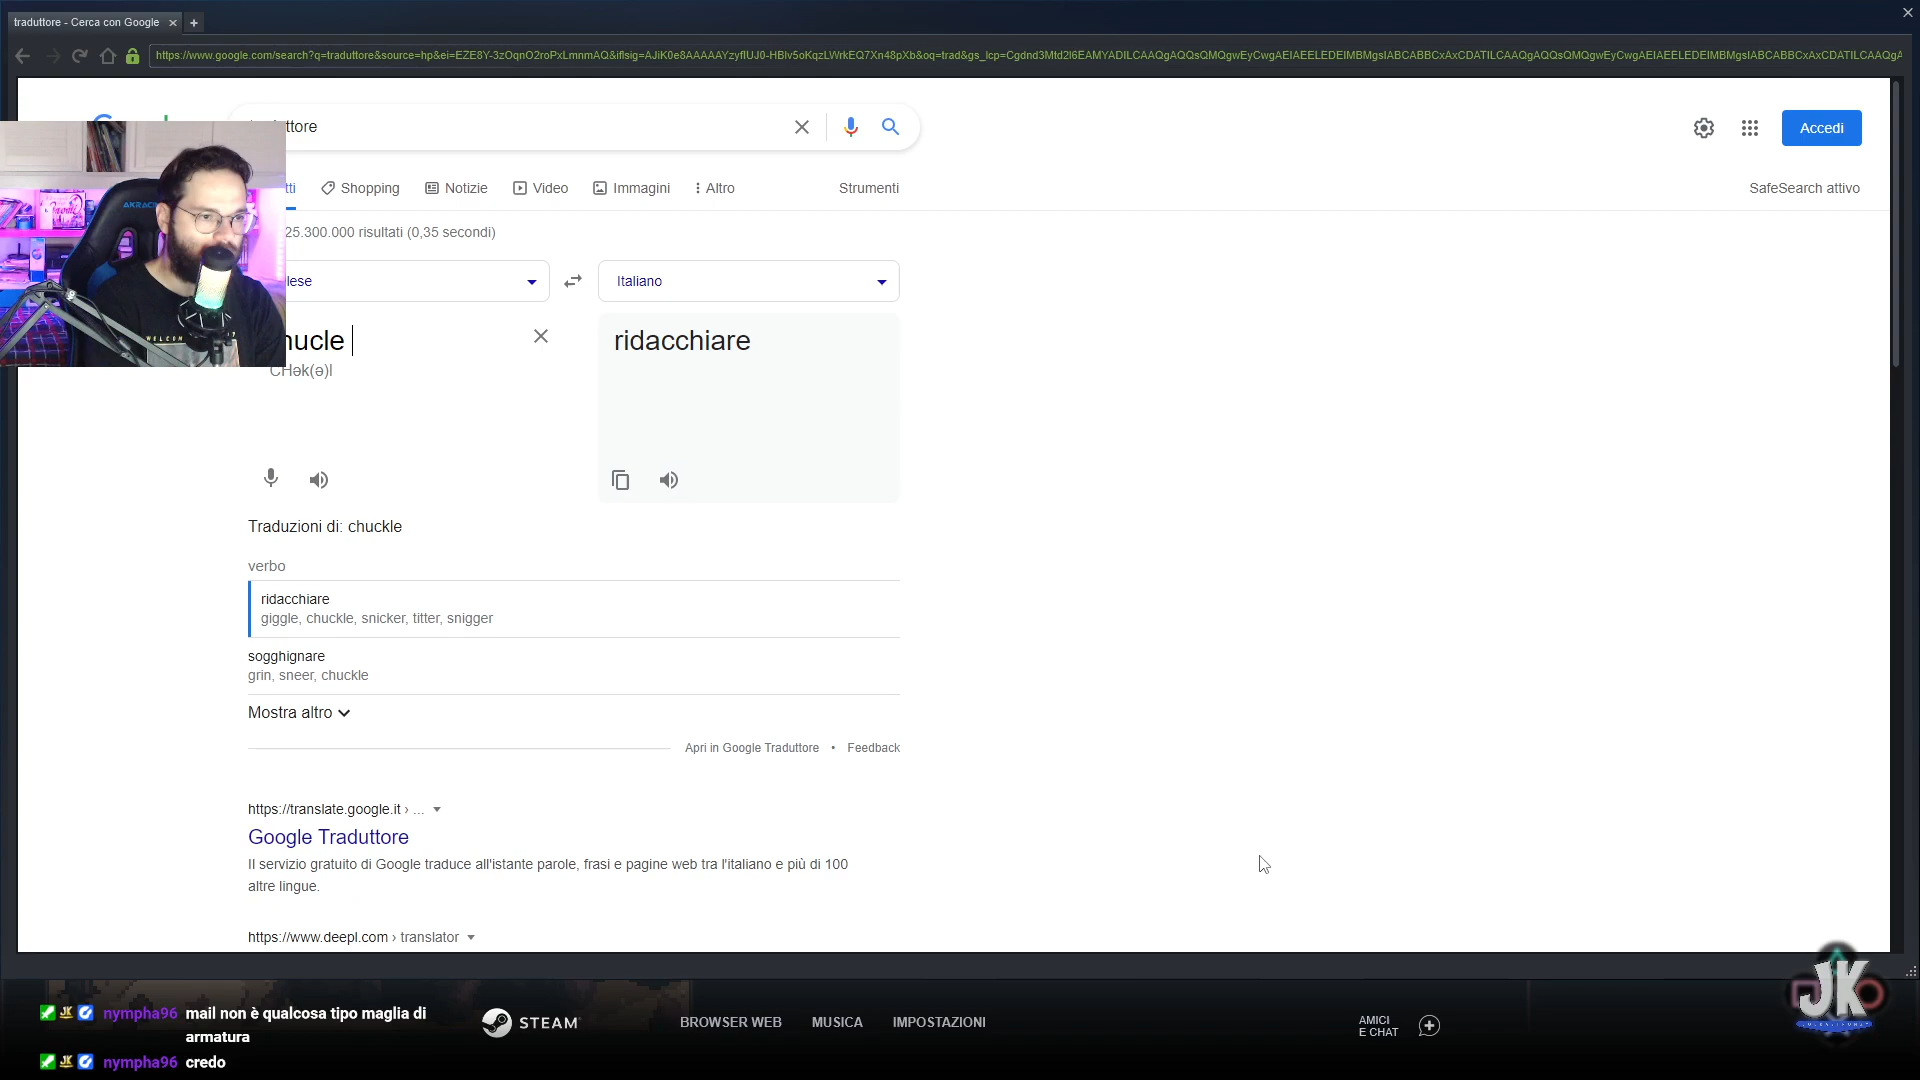 traduttore - Cerca con Google
https://www.google.com/search?q=traduttore&source=hp&ei=EZE8Y-3zOqnO2roPxLmnmAQ&iflsig=AJiK0e8AAAAAYzyflUJ0-HBlv5oKqzLWrkEQ7Xn48pXb&oq=trad&gs_lcp=Cgdnd3Mtd2l6EAMYADILCAAQgAQQsQMQgwEyCwgAEIAEELEDEIMBMgsIABCABBCxAxCDATILCAAQgAQQsQMQgwEyCwgAEIAEELEDEIMBMgsIABCABBCxAxCDATILCAAQgA
ttore
Accedi
tti Shopping Notizie Video Immagini Altro Strumenti SafeSearch attivo
25.300.000 risultati (0,35 secondi)
lese Italiano
hucle ridacchiare
CHək(ə)l
Traduzioni di: chuckle
verbo
ridacchiare
giggle, chuckle, snicker, titter, snigger
sogghignare
grin, sneer, chuckle
Mostra altro
Apri in Google Traduttore • Feedback
https://translate.google.it › ...
Google Traduttore
Il servizio gratuito di Google traduce all'istante parole, frasi e pagine web tra l'italiano e più di 100
altre lingue.
https://www.deepl.com › translator
AKRACING
WELCOM
nympha96 mail non è qualcosa tipo maglia di
armatura
nympha96 credo
STEAM BROWSER WEB MUSICA IMPOSTAZIONI
AMICI
E CHAT
JK